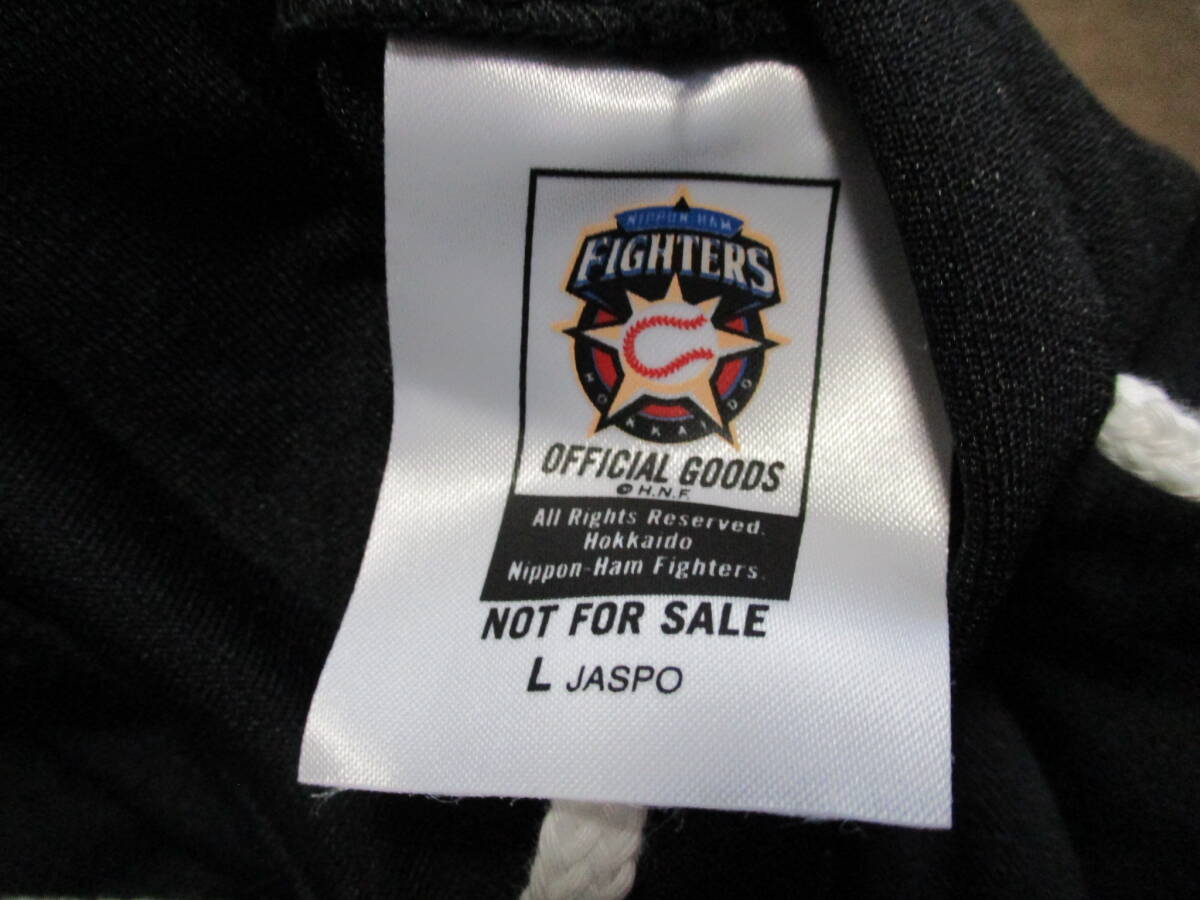 NIPPON HAM
FIGHTERS
HOKKAIDO
OFFICIAL GOODS
© H.N.F.
All Rights Reserved.
Hokkaido
Nippon-Ham Fighters.
NOT FOR SALE
L JASPO